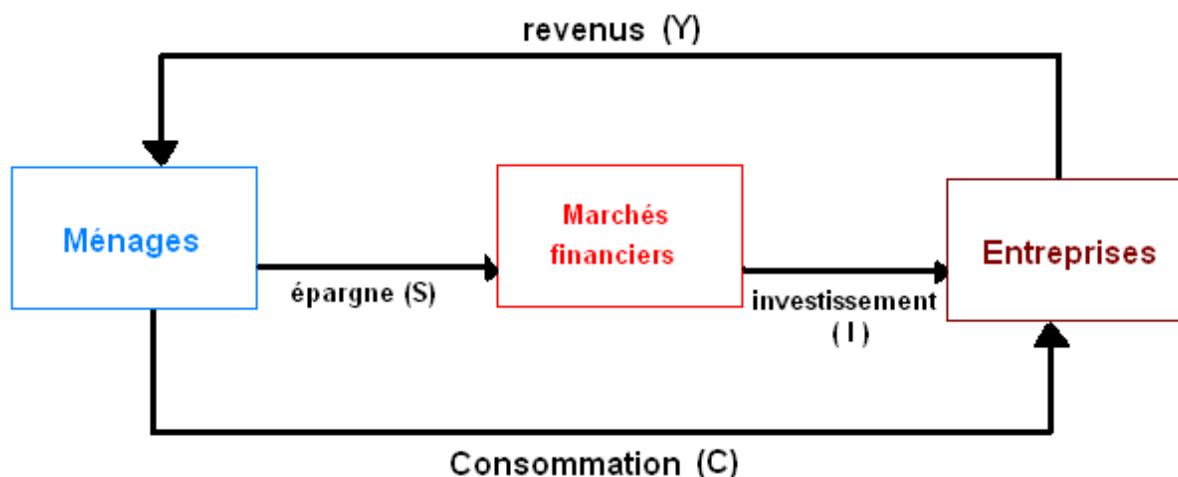 revenus (Y)
Ménages
Marchés
financiers
Entreprises
épargne (S)
investissement
( I )
Consommation (C)